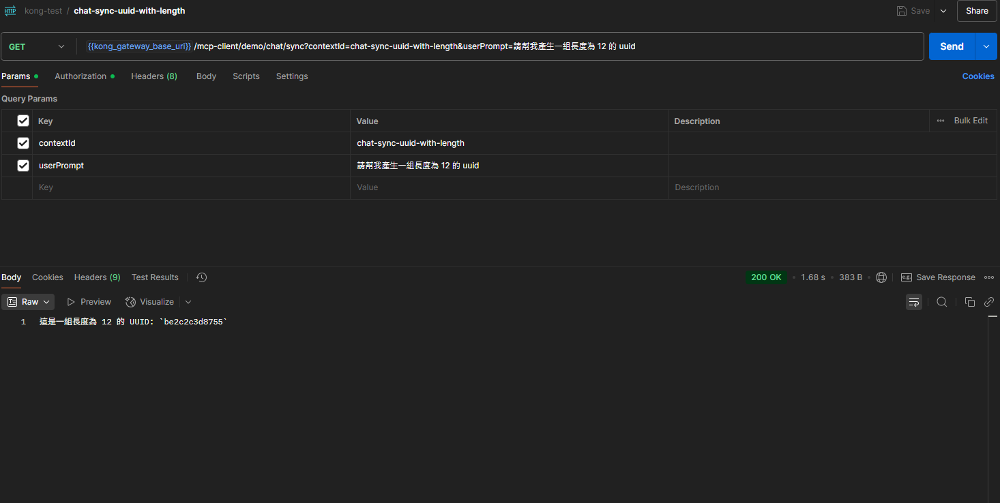 HTTP kong-test / chat-sync-uuid-with-length Save Share
GET {{kong_gateway_base_uri}} /mcp-client/demo/chat/sync?contextId=chat-sync-uuid-with-length&userPrompt=請幫我產生一組長度為 12 的 uuid Send
Params Authorization Headers (8) Body Scripts Settings Cookies
Query Params
Key Value Description Bulk Edit
contextId chat-sync-uuid-with-length
userPrompt 請幫我產生一組長度為 12 的 uuid
Key Value Description
Body Cookies Headers (9) Test Results 200 OK 1.68 s 383 B e.g. Save Response
Raw Preview Visualize
1 這是一組長度為 12 的 UUID: `be2c2c3d8755`